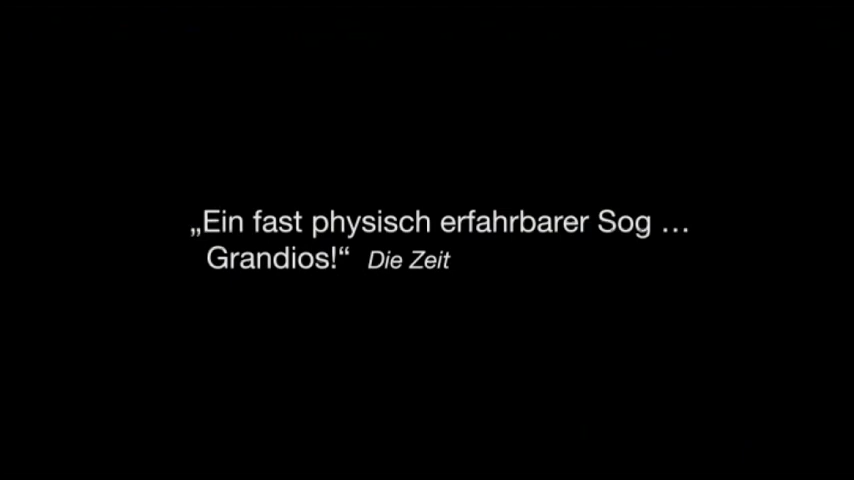 „Ein fast physisch erfahrbarer Sog …
Grandios!“ Die Zeit